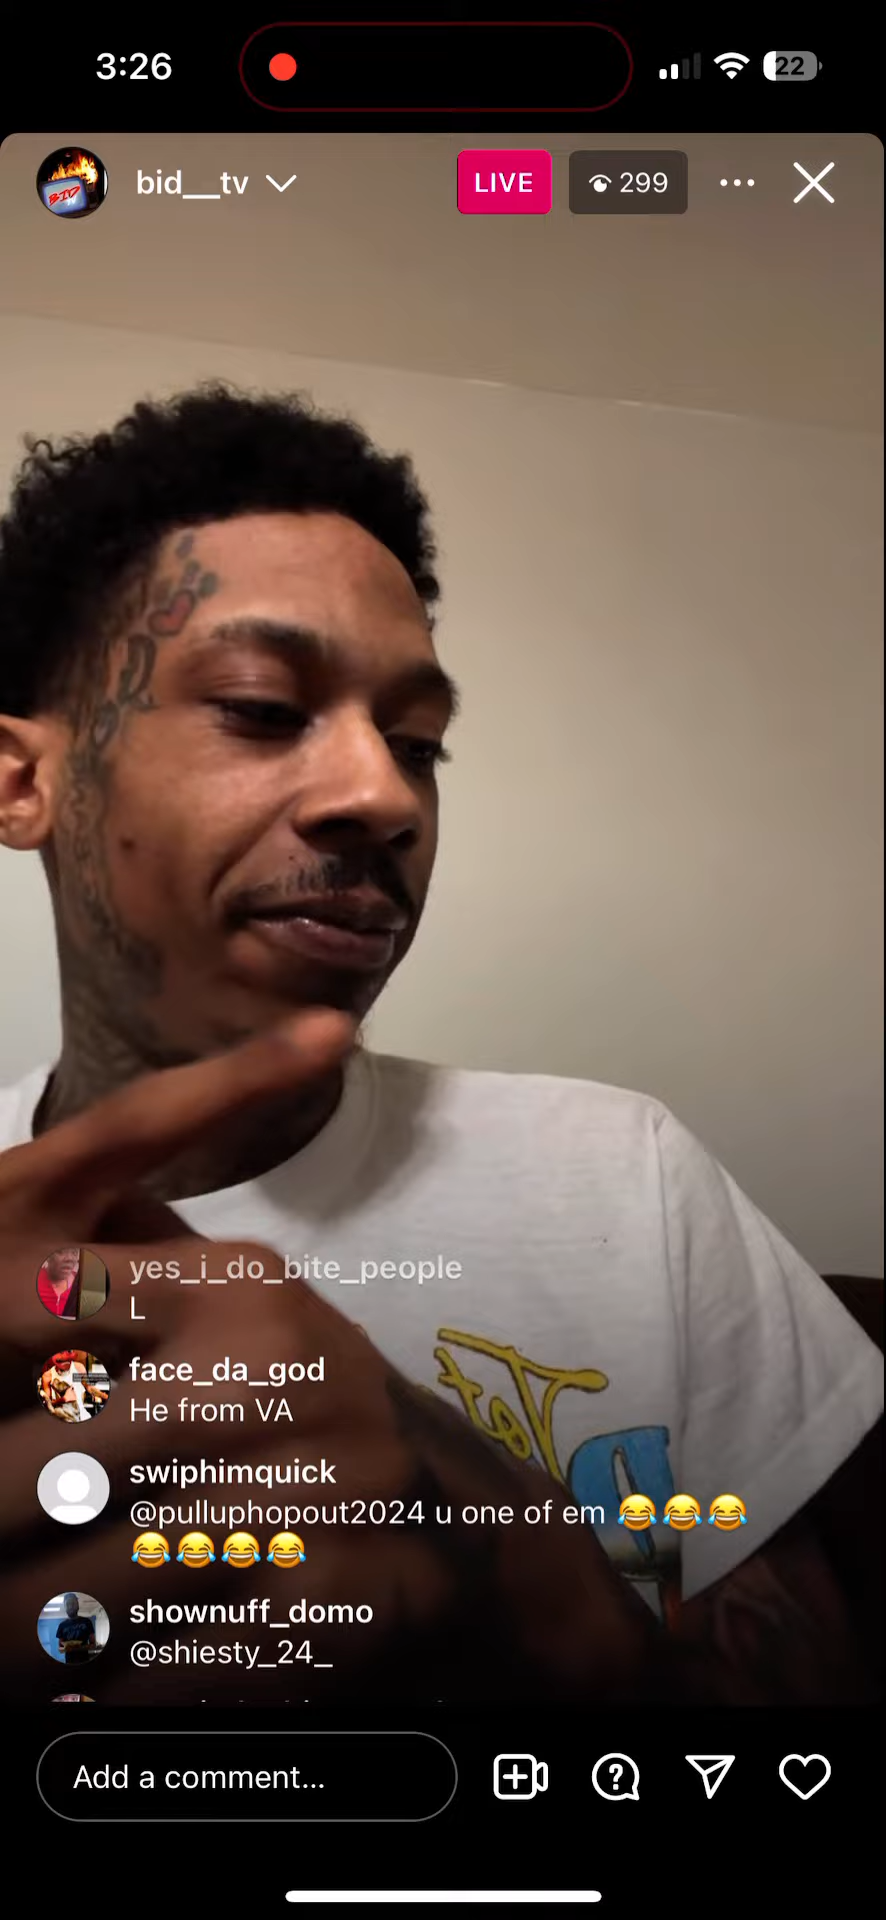 3:26
22
BID
bid__tv
LIVE
299
yes_i_do_bite_people
L
face_da_god
He from VA
swiphimquick
@pulluphopout2024 u one of em 😂😂😂
😂😂😂😂
shownuff_domo
@shiesty_24_
Add a comment...